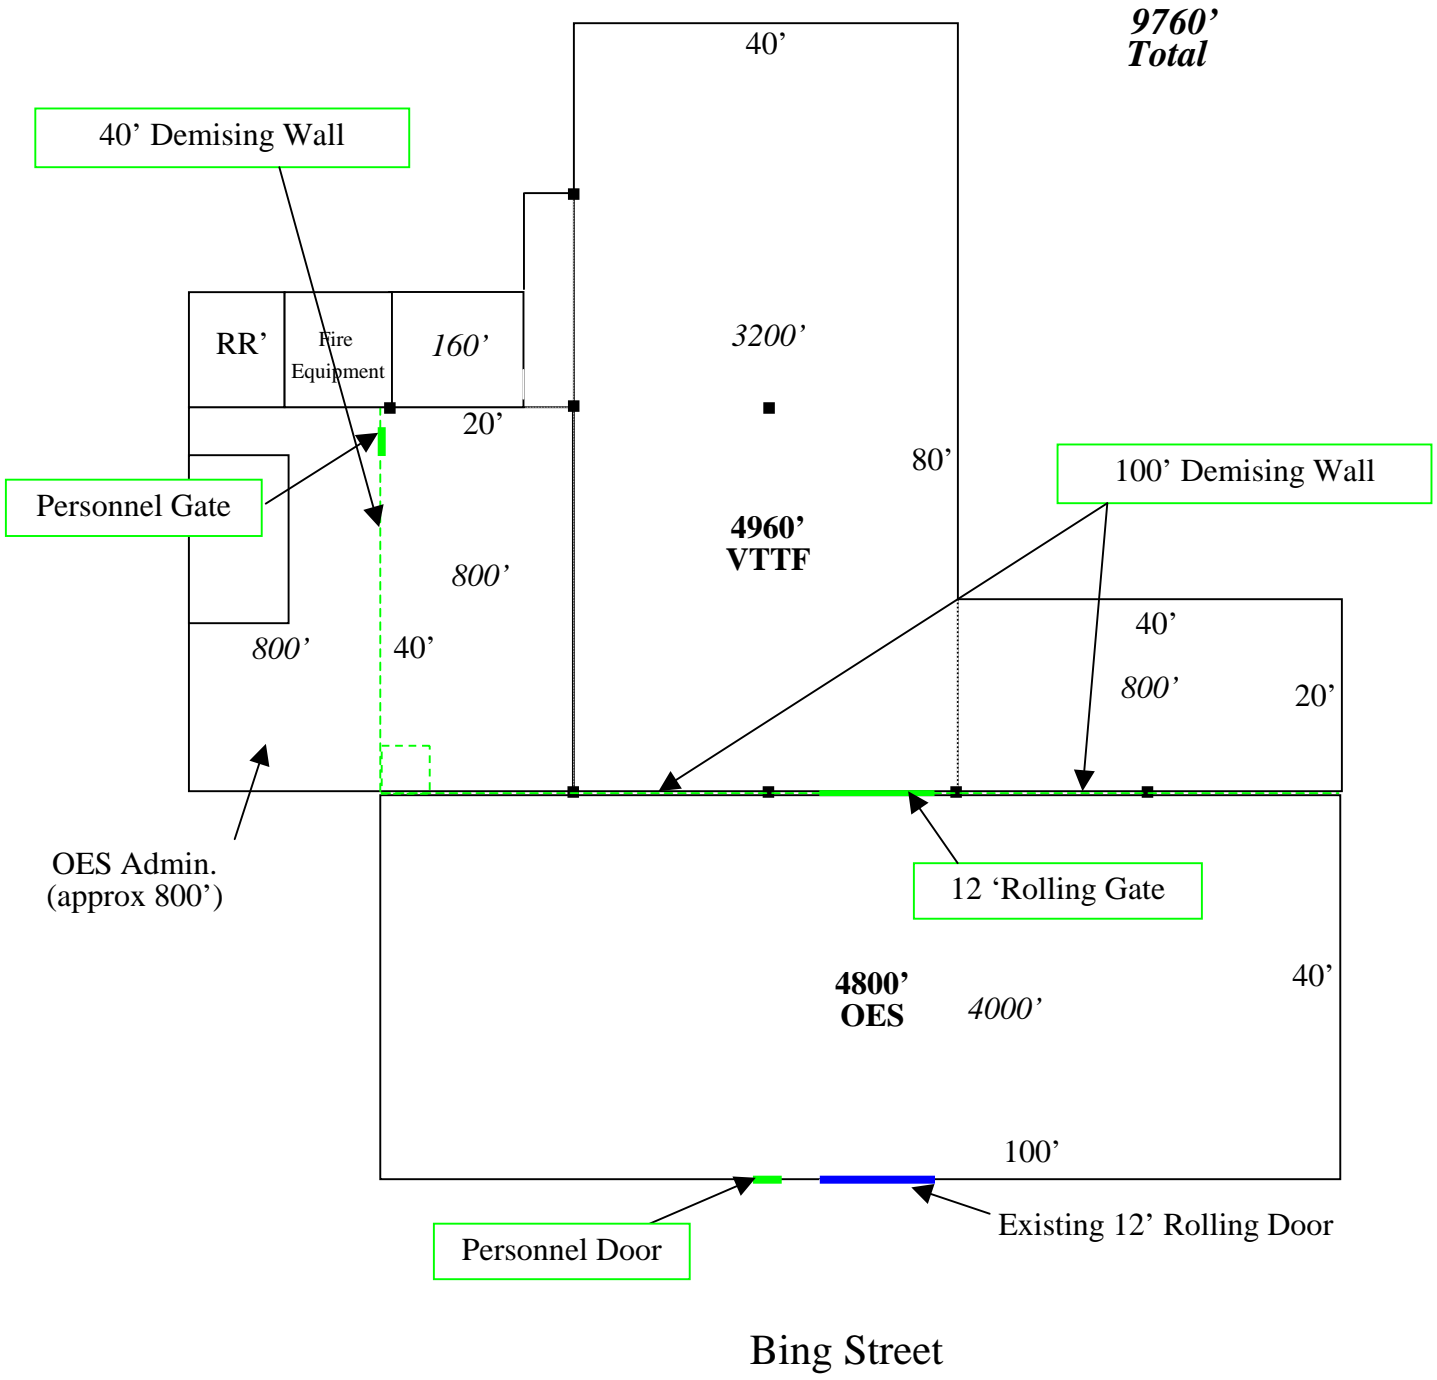 9760’
Total
40’
40’ Demising Wall
RR’
Fire
Equipment
160’
3200’
20’
80’
100’ Demising Wall
Personnel Gate
4960’
VTTF
800’
40’
800’
40’
800’
20’
OES Admin.
(approx 800’)
12 ‘Rolling Gate
4800’
OES
4000’
40’
100’
Personnel Door
Existing 12’ Rolling Door
Bing Street